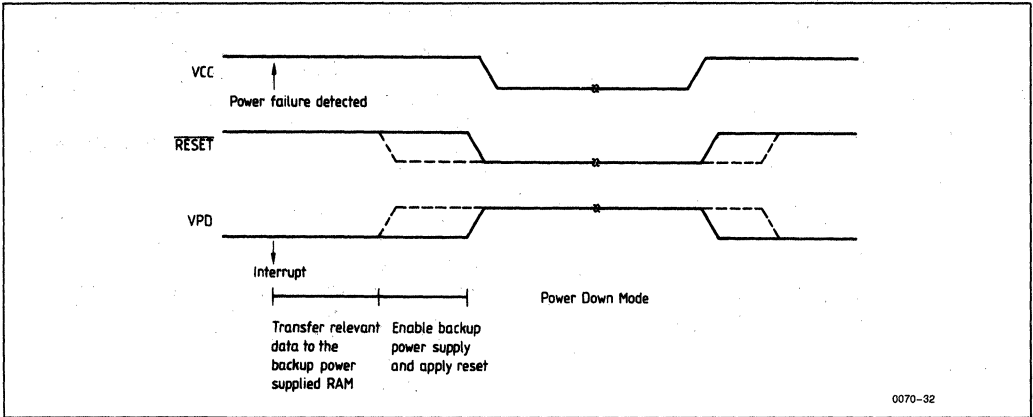 VCC
Power failure detected
RESET
VPD
Interrupt
Power Down Mode
Transfer relevant
data to the
backup power
supplied RAM
Enable backup
power supply
and apply reset
0070-32